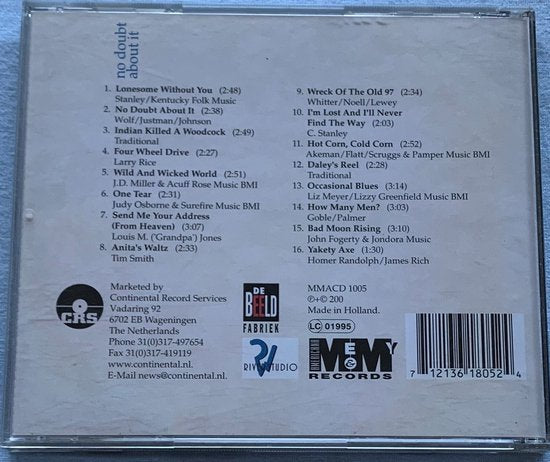 no doubt
about it
1. Lonesome Without You (2:48)
Stanley/Kentucky Folk Music
2. No Doubt About It (2:38)
Wolf/Justman/Johnson
3. Indian Killed A Woodcock (2:49)
Traditional
4. Four Wheel Drive (2:27)
Larry Rice
5. Wild And Wicked World (2:51)
J.D. Miller & Acuff Rose Music BMI
6. One Tear (2:31)
Judy Osborne & Surefire Music BMI
7. Send Me Your Address
(From Heaven) (3:07)
Louis M. ('Grandpa') Jones
8. Anita's Waltz (2:33)
Tim Smith
9. Wreck Of The Old 97 (2:34)
Whitter/Noell/Lewey
10. I'm Lost And I'll Never
Find The Way (2:03)
C. Stanley
11. Hot Corn, Cold Corn (2:52)
Akeman/Flatt/Scruggs & Pamper Music BMI
12. Daley's Reel (2:28)
Traditional
13. Occasional Blues (3:14)
Liz Meyer/Lizzy Greenfield Music BMI
14. How Many Men? (3:03)
Goble/Palmer
15. Bad Moon Rising (3:10)
John Fogerty & Jondora Music
16. Yakety Axe (1:30)
Homer Randolph/James Rich
CRS
Marketed by
Continental Record Services
Vadaring 92
6702 EB Wageningen
The Netherlands
Phone 31(0)317-497654
Fax 31(0)317-419119
www.continental.nl.
E-Mail news@continental.nl.
DE
BEELD
FABRIEK
MMACD 1005
℗+© 200
Made in Holland.
LC 01995
RECORDS
7 12136 18052 4